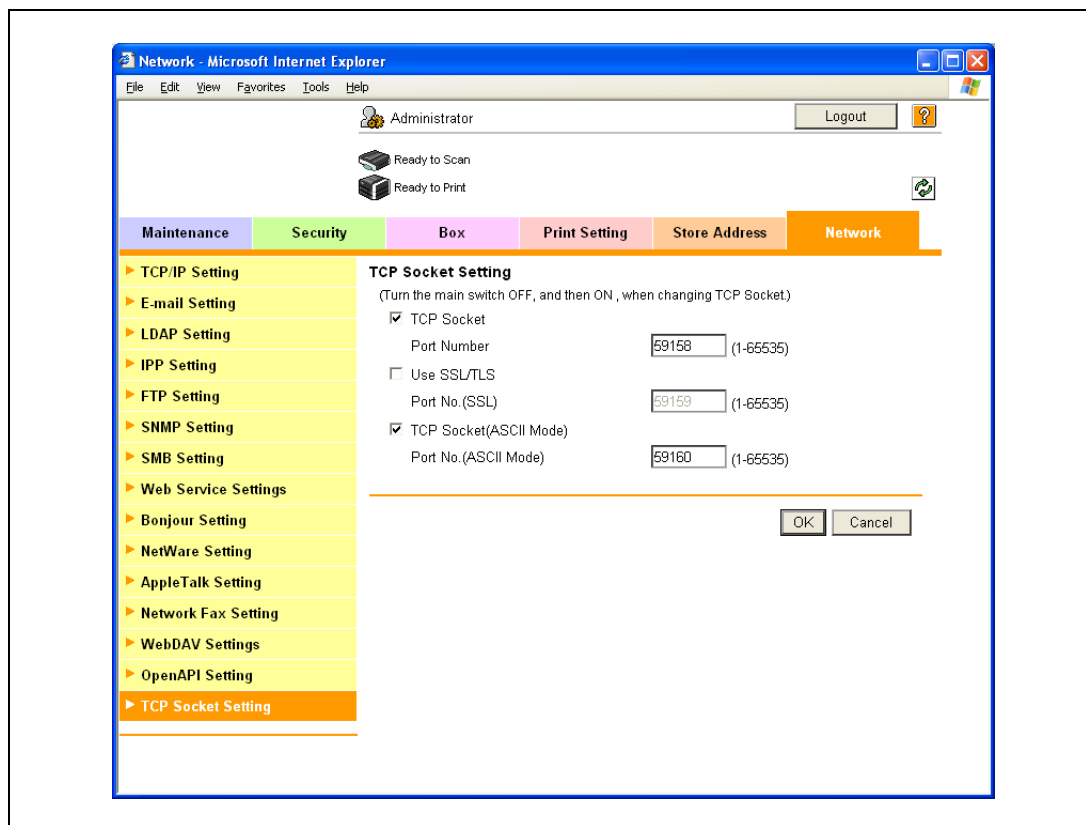 Network - Microsoft Internet Explorer
File Edit View Favorites Tools Help
Administrator
Logout
?
Ready to Scan
Ready to Print
Maintenance Security Box Print Setting Store Address Network
TCP/IP Setting
E-mail Setting
LDAP Setting
IPP Setting
FTP Setting
SNMP Setting
SMB Setting
Web Service Settings
Bonjour Setting
NetWare Setting
AppleTalk Setting
Network Fax Setting
WebDAV Settings
OpenAPI Setting
TCP Socket Setting
TCP Socket Setting
(Turn the main switch OFF, and then ON , when changing TCP Socket.)
TCP Socket
Port Number 59158 (1-65535)
Use SSL/TLS
Port No.(SSL) 59159 (1-65535)
TCP Socket(ASCII Mode)
Port No.(ASCII Mode) 59160 (1-65535)
OK Cancel